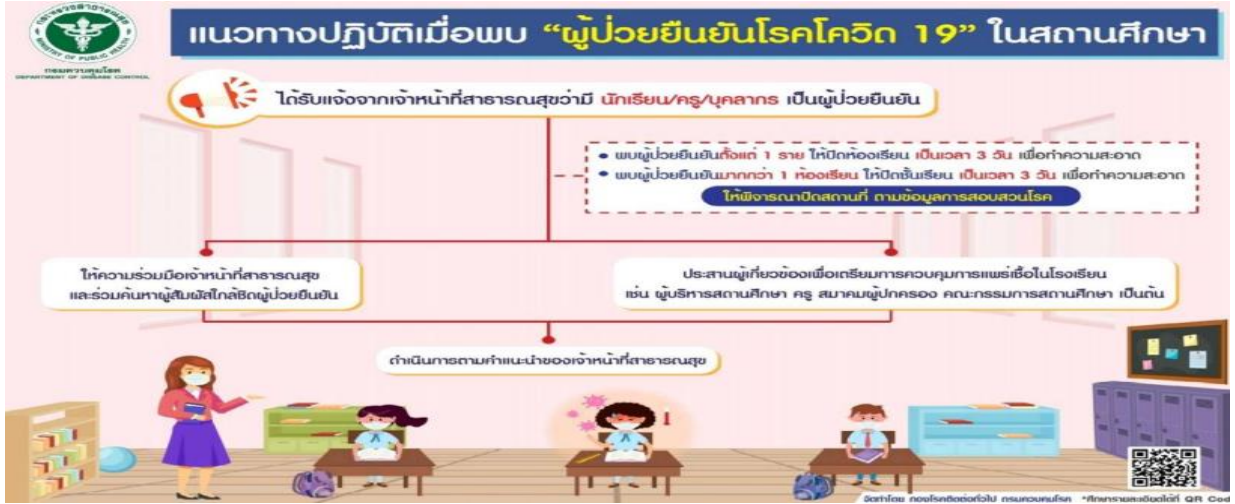 แนวทางปฏิบัติเมื่อพบ “ผู้ป่วยยืนยันโรคโควิด 19” ในสถานศึกษา
กระทรวงสาธารณสุข
MINISTRY OF PUBLIC HEALTH
กรมควบคุมโรค
DEPARTMENT OF DISEASE CONTROL
ได้รับแจ้งจากเจ้าหน้าที่สาธารณสุขว่ามี นักเรียน/ครู/บุคลากร เป็นผู้ป่วยยืนยัน
• พบผู้ป่วยยืนยันตั้งแต่ 1 ราย ให้ปิดห้องเรียน เป็นเวลา 3 วัน เพื่อทำความสะอาด
• พบผู้ป่วยยืนยันมากกว่า 1 ห้องเรียน ให้ปิดชั้นเรียน เป็นเวลา 3 วัน เพื่อทำความสะอาด
ให้พิจารณาปิดสถานที่ ตามข้อมูลการสอบสวนโรค
ให้ความร่วมมือเจ้าหน้าที่สาธารณสุข
และร่วมค้นหาผู้สัมผัสใกล้ชิดผู้ป่วยยืนยัน
ประสานผู้เกี่ยวข้องเพื่อเตรียมการควบคุมการแพร่เชื้อในโรงเรียน
เช่น ผู้บริหารสถานศึกษา ครู สมาคมผู้ปกครอง คณะกรรมการสถานศึกษา เป็นต้น
ดำเนินการตามคำแนะนำของเจ้าหน้าที่สาธารณสุข
จัดทำโดย กองโรคติดต่อทั่วไป กรมควบคุมโรค *ศึกษารายละเอียดได้ที่ QR Cod